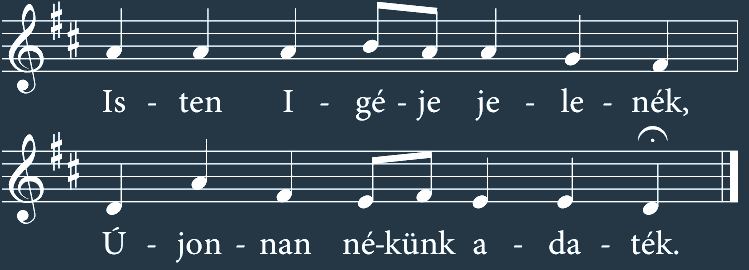 Is - ten I - gé - je je - le - nék,
Ú - jon - nan né-künk a - da - ték.